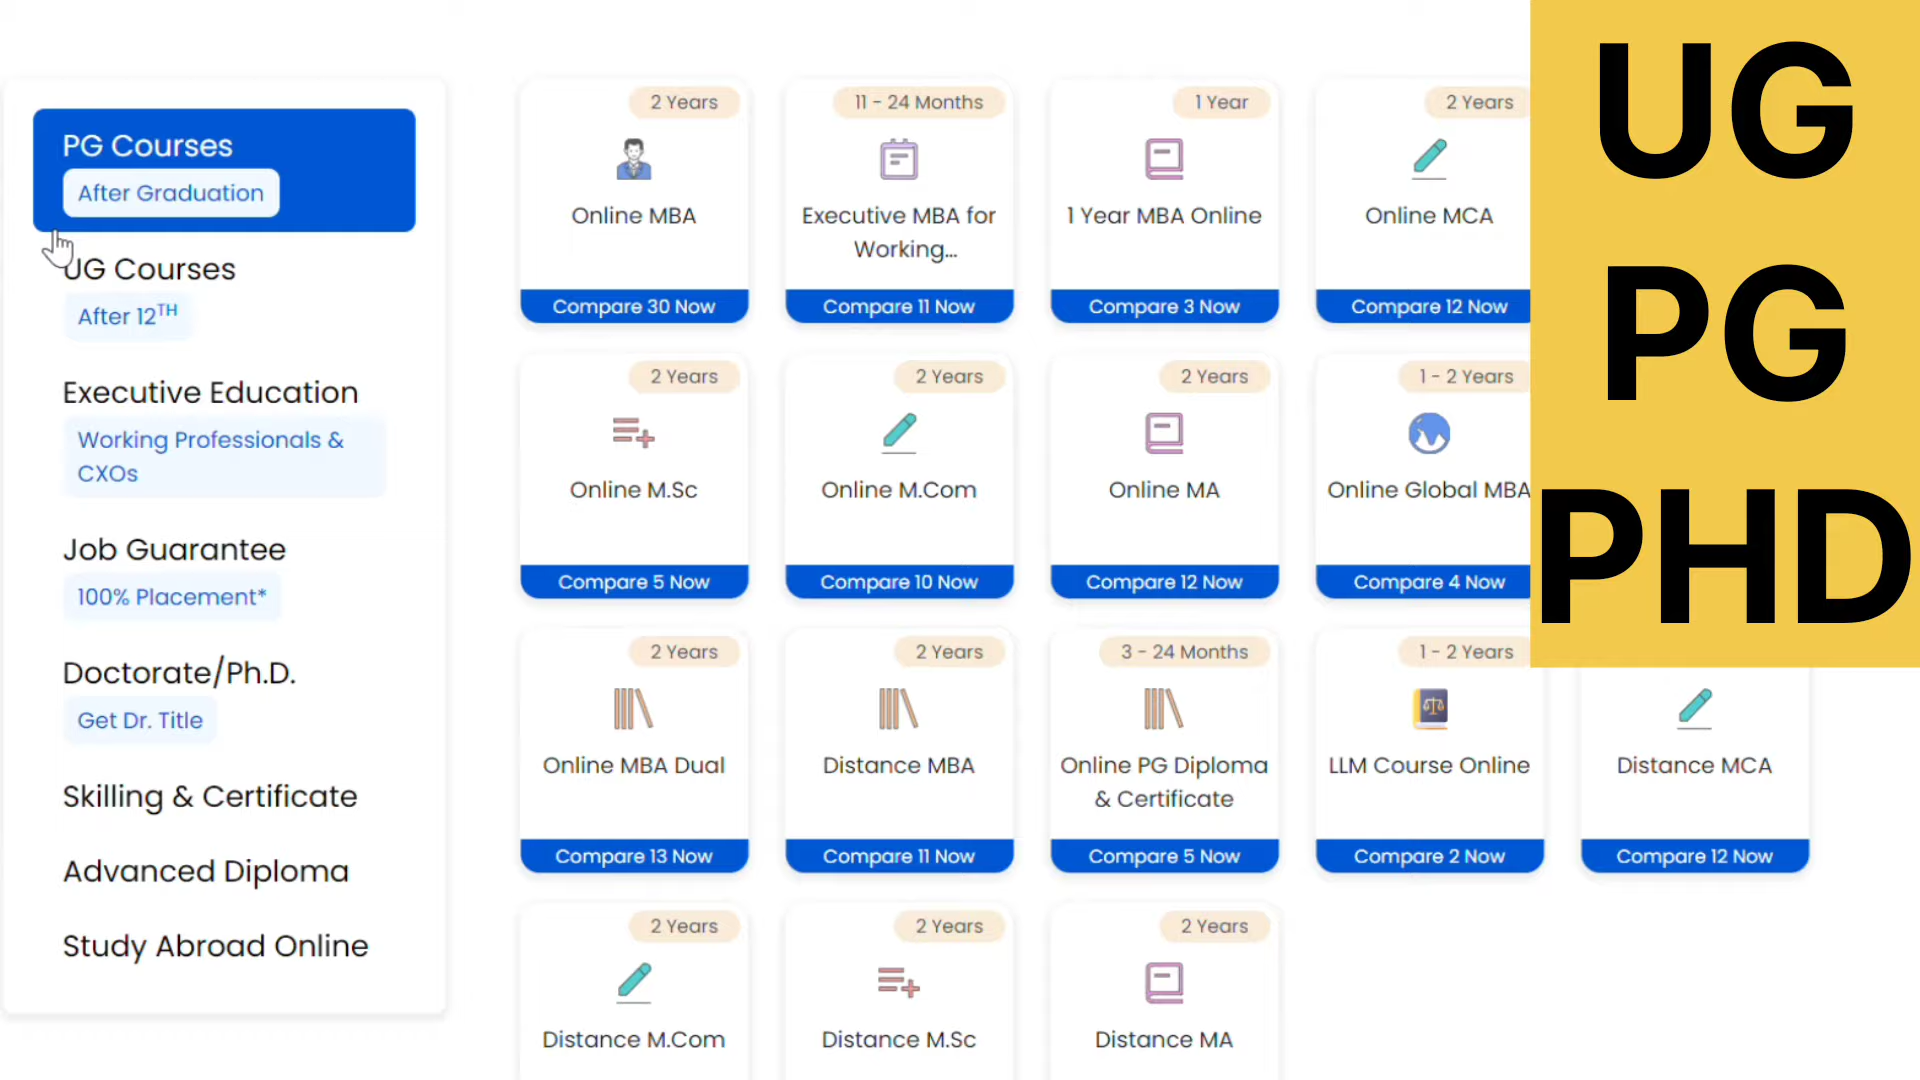 PG Courses
After Graduation
UG Courses
After 12TH
Executive Education
Working Professionals &
CXOs
Job Guarantee
100% Placement*
Doctorate/Ph.D.
Get Dr. Title
Skilling & Certificate
Advanced Diploma
Study Abroad Online
2 Years
Online MBA
Compare 30 Now
11 - 24 Months
Executive MBA for
Working...
Compare 11 Now
1 Year
1 Year MBA Online
Compare 3 Now
2 Years
Online MCA
Compare 12 Now
2 Years
Online M.Sc
Compare 5 Now
2 Years
Online M.Com
Compare 10 Now
2 Years
Online MA
Compare 12 Now
1 - 2 Years
Online Global MBA
Compare 4 Now
2 Years
Online MBA Dual
Compare 13 Now
2 Years
Distance MBA
Compare 11 Now
3 - 24 Months
Online PG Diploma
& Certificate
Compare 5 Now
1 - 2 Years
LLM Course Online
Compare 2 Now
Distance MCA
Compare 12 Now
2 Years
Distance M.Com
2 Years
Distance M.Sc
2 Years
Distance MA
UG
PG
PHD